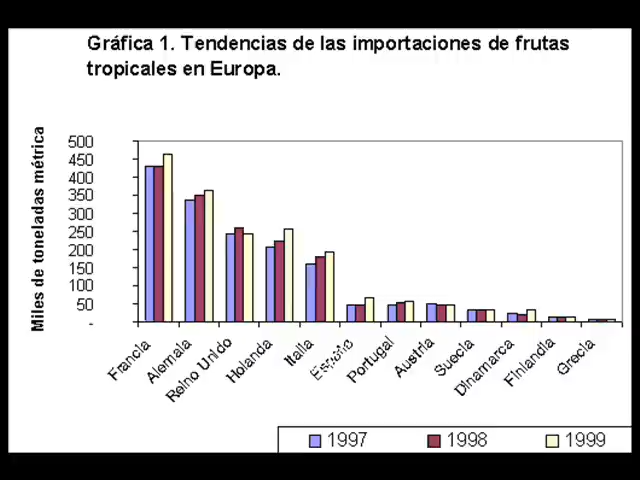 Gráfica 1. Tendencias de las importaciones de frutas
tropicales en Europa.
Miles de toneladas métrica
500
450
400
350
300
250
200
150
100
50
-
Francia
Alemaia
Reino Unido
Holanda
Italia
Portugal
Austria
Suecia
Dinamarca
Finlandia
Grecia
1997 1998 1999